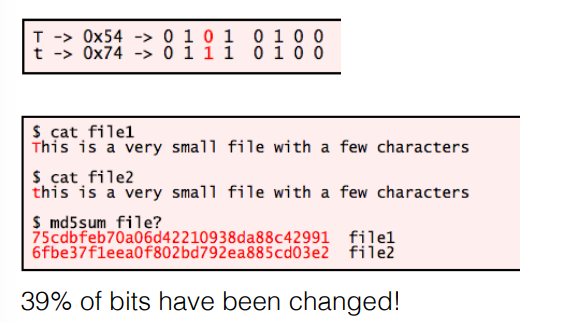 T -> 0x54 -> 0 1 0 1 0 1 0 0
t -> 0x74 -> 0 1 1 1 0 1 0 0
$ cat file1
This is a very small file with a few characters
$ cat file2
this is a very small file with a few characters
$ md5sum file?
75cdbfeb70a06d42210938da88c42991 file1
6fbe37f1eea0f802bd792ea885cd03e2 file2
39% of bits have been changed!